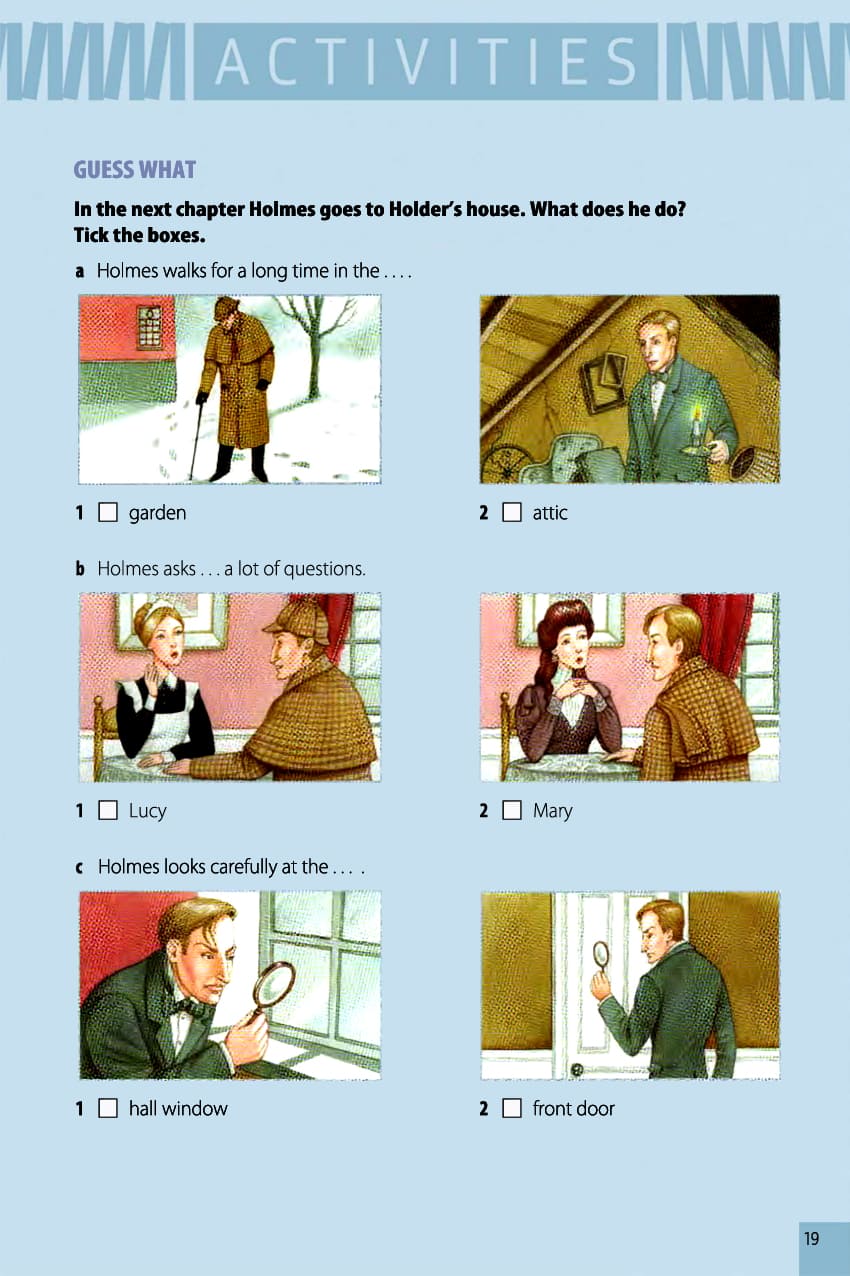 ACTIVITIES
GUESS WHAT
In the next chapter Holmes goes to Holder's house. What does he do?
Tick the boxes.
a Holmes walks for a long time in the . . . .
1 garden
2 attic
b Holmes asks . . . a lot of questions.
1 Lucy
2 Mary
c Holmes looks carefully at the . . . .
1 hall window
2 front door
19